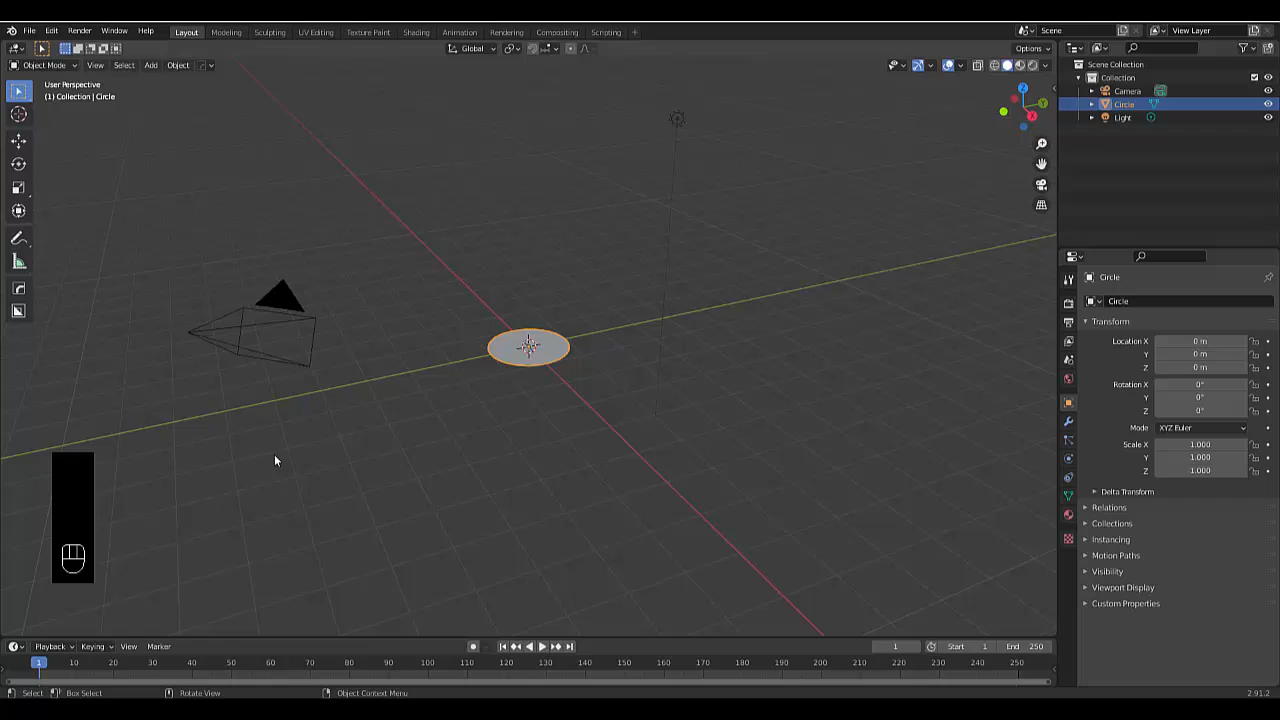 File Edit Render Window Help
Layout Modeling Sculpting UV Editing Texture Paint Shading Animation Rendering Compositing Scripting +
Scene View Layer
Global Options
Object Mode View Select Add Object
User Perspective
(1) Collection | Circle
Z
Y
X
Scene Collection
Collection
Camera
Circle
Light
Circle
Circle
Transform
Location X 0 m
Y 0 m
Z 0 m
Rotation X 0°
Y 0°
Z 0°
Mode XYZ Euler
Scale X 1.000
Y 1.000
Z 1.000
Delta Transform
Relations
Collections
Instancing
Motion Paths
Visibility
Viewport Display
Custom Properties
Playback Keying View Marker 1 Start 1 End 250
1 10 20 30 40 50 60 70 80 90 100 110 120 130 140 150 160 170 180 190 200 210 220 230 240 250
Select Box Select Rotate View Object Context Menu 2.91.2